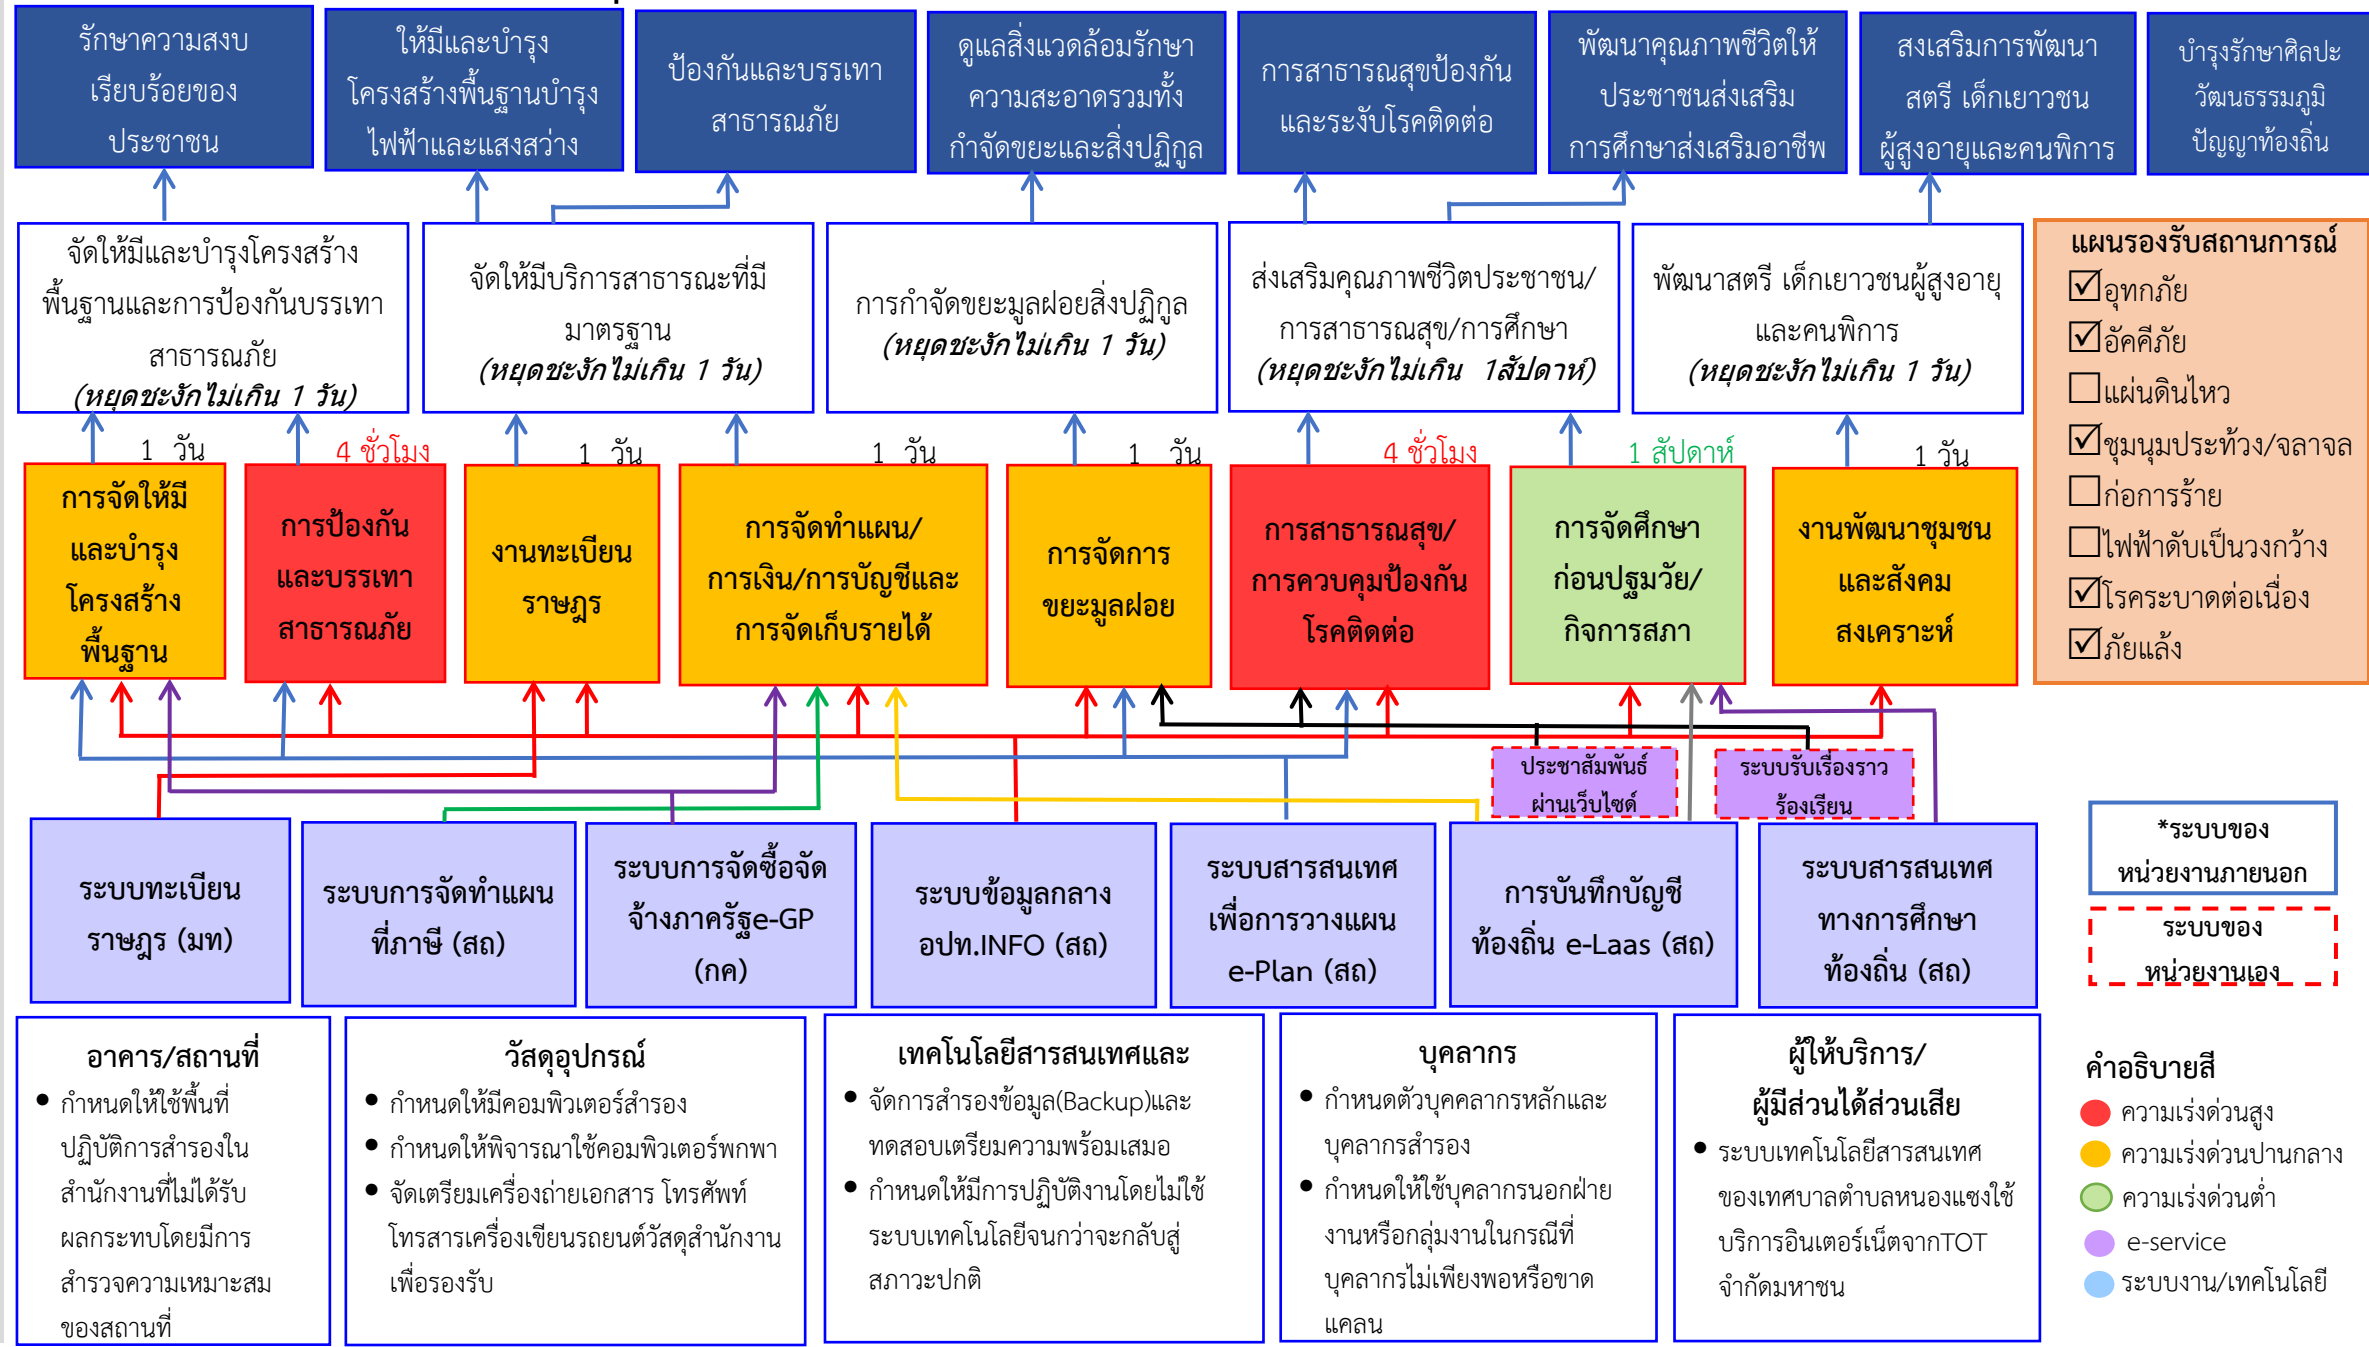 รักษาความสงบ
เรียบร้อยของ
ประชาชน
ให้มีและบำรุง
โครงสร้างพื้นฐานบำรุง
ไฟฟ้าและแสงสว่าง
ป้องกันและบรรเทา
สาธารณภัย
ดูแลสิ่งแวดล้อมรักษา
ความสะอาดรวมทั้ง
กำจัดขยะและสิ่งปฏิกูล
การสาธารณสุขป้องกัน
และระงับโรคติดต่อ
พัฒนาคุณภาพชีวิตให้
ประชาชนส่งเสริม
การศึกษาส่งเสริมอาชีพ
สงเสริมการพัฒนา
สตรี เด็กเยาวชน
ผู้สูงอายุและคนพิการ
บำรุงรักษาศิลปะ
วัฒนธรรมภูมิ
ปัญญาท้องถิ่น
จัดให้มีและบำรุงโครงสร้าง
พื้นฐานและการป้องกันบรรเทา
สาธารณภัย
(หยุดชะงักไม่เกิน 1 วัน)
จัดให้มีบริการสาธารณะที่มี
มาตรฐาน
(หยุดชะงักไม่เกิน 1 วัน)
การกำจัดขยะมูลฝอยสิ่งปฏิกูล
(หยุดชะงักไม่เกิน 1 วัน)
ส่งเสริมคุณภาพชีวิตประชาชน/
การสาธารณสุข/การศึกษา
(หยุดชะงักไม่เกิน 1สัปดาห์)
พัฒนาสตรี เด็กเยาวชนผู้สูงอายุ
และคนพิการ
(หยุดชะงักไม่เกิน 1 วัน)
แผนรองรับสถานการณ์
☑อุทกภัย
☑อัคคีภัย
☐แผ่นดินไหว
☑ชุมนุมประท้วง/จลาจล
☐ก่อการร้าย
☐ไฟฟ้าดับเป็นวงกว้าง
☑โรคระบาดต่อเนื่อง
☑ภัยแล้ง
1 วัน
4 ชั่วโมง
1 วัน
1 วัน
1 วัน
4 ชั่วโมง
1 สัปดาห์
1 วัน
การจัดให้มี
และบำรุง
โครงสร้าง
พื้นฐาน
การป้องกัน
และบรรเทา
สาธารณภัย
งานทะเบียน
ราษฎร
การจัดทำแผน/
การเงิน/การบัญชีและ
การจัดเก็บรายได้
การจัดการ
ขยะมูลฝอย
การสาธารณสุข/
การควบคุมป้องกัน
โรคติดต่อ
การจัดศึกษา
ก่อนปฐมวัย/
กิจการสภา
งานพัฒนาชุมชน
และสังคม
สงเคราะห์
ประชาสัมพันธ์
ผ่านเว็บไซด์
ระบบรับเรื่องราว
ร้องเรียน
ระบบทะเบียน
ราษฎร (มท)
ระบบการจัดทำแผน
ที่ภาษี (สถ)
ระบบการจัดซื้อจัด
จ้างภาครัฐe-GP
(กค)
ระบบข้อมูลกลาง
อปท.INFO (สถ)
ระบบสารสนเทศ
เพื่อการวางแผน
e-Plan (สถ)
การบันทึกบัญชี
ท้องถิ่น e-Laas (สถ)
ระบบสารสนเทศ
ทางการศึกษา
ท้องถิ่น (สถ)
*ระบบของ
หน่วยงานภายนอก
ระบบของ
หน่วยงานเอง
อาคาร/สถานที่
● กำหนดให้ใช้พื้นที่
ปฏิบัติการสำรองใน
สำนักงานที่ไม่ได้รับ
ผลกระทบโดยมีการ
สำรวจความเหมาะสม
ของสถานที่
วัสดุอุปกรณ์
● กำหนดให้มีคอมพิวเตอร์สำรอง
● กำหนดให้พิจารณาใช้คอมพิวเตอร์พกพา
● จัดเตรียมเครื่องถ่ายเอกสาร โทรศัพท์
โทรสารเครื่องเขียนรถยนต์วัสดุสำนักงาน
เพื่อรองรับ
เทคโนโลยีสารสนเทศและ
● จัดการสำรองข้อมูล(Backup)และ
ทดสอบเตรียมความพร้อมเสมอ
● กำหนดให้มีการปฏิบัติงานโดยไม่ใช้
ระบบเทคโนโลยีจนกว่าจะกลับสู่
สภาวะปกติ
บุคลากร
● กำหนดตัวบุคคลากรหลักและ
บุคลากรสำรอง
● กำหนดให้ใช้บุคลากรนอกฝ่าย
งานหรือกลุ่มงานในกรณีที่
บุคลากรไม่เพียงพอหรือขาด
แคลน
ผู้ให้บริการ/
ผู้มีส่วนได้ส่วนเสีย
● ระบบเทคโนโลยีสารสนเทศ
ของเทศบาลตำบลหนองแซงใช้
บริการอินเตอร์เน็ตจากTOT
จำกัดมหาชน
คำอธิบายสี
ความเร่งด่วนสูง
ความเร่งด่วนปานกลาง
ความเร่งด่วนต่ำ
e-service
ระบบงาน/เทคโนโลยี